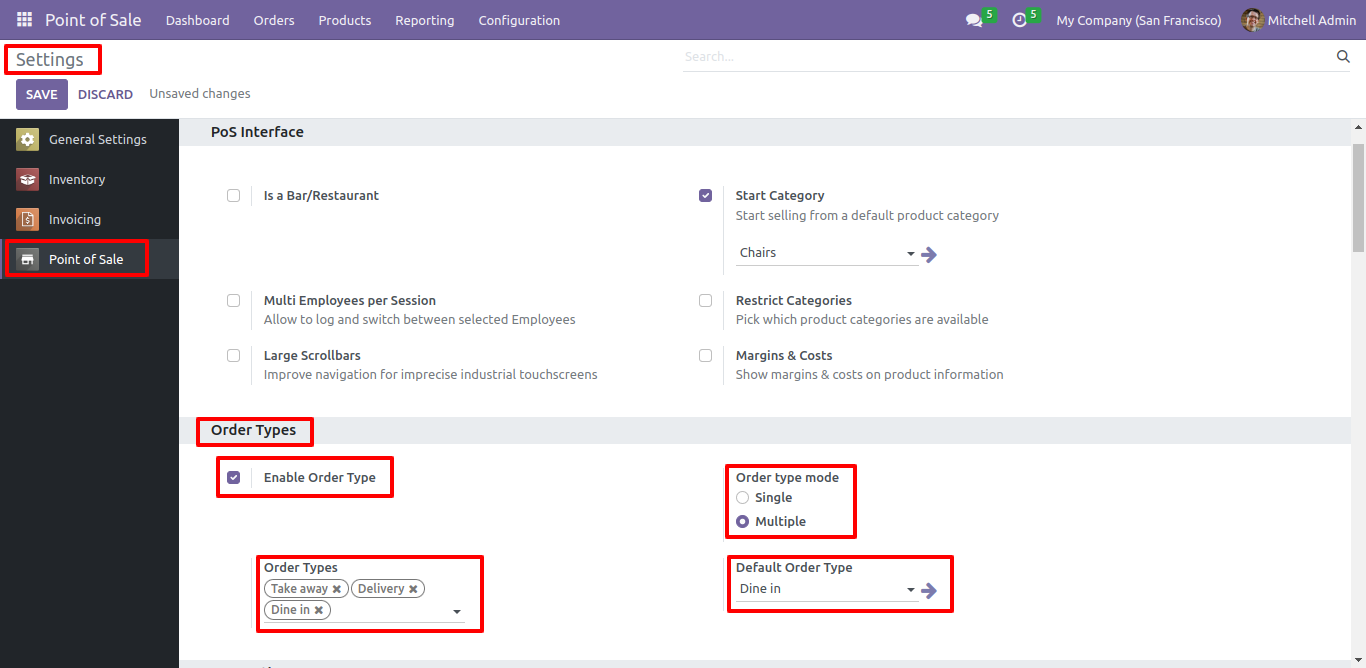 Point of Sale Dashboard Orders Products Reporting Configuration 5 5 My Company (San Francisco) Mitchell Admin
Settings Search...
SAVE DISCARD Unsaved changes
General Settings
Inventory
Invoicing
Point of Sale
PoS Interface
Is a Bar/Restaurant
Start Category
Start selling from a default product category
Chairs
Multi Employees per Session
Allow to log and switch between selected Employees
Restrict Categories
Pick which product categories are available
Large Scrollbars
Improve navigation for imprecise industrial touchscreens
Margins & Costs
Show margins & costs on product information
Order Types
Enable Order Type
Order type mode
Single
Multiple
Order Types
Take away Delivery
Dine in
Default Order Type
Dine in